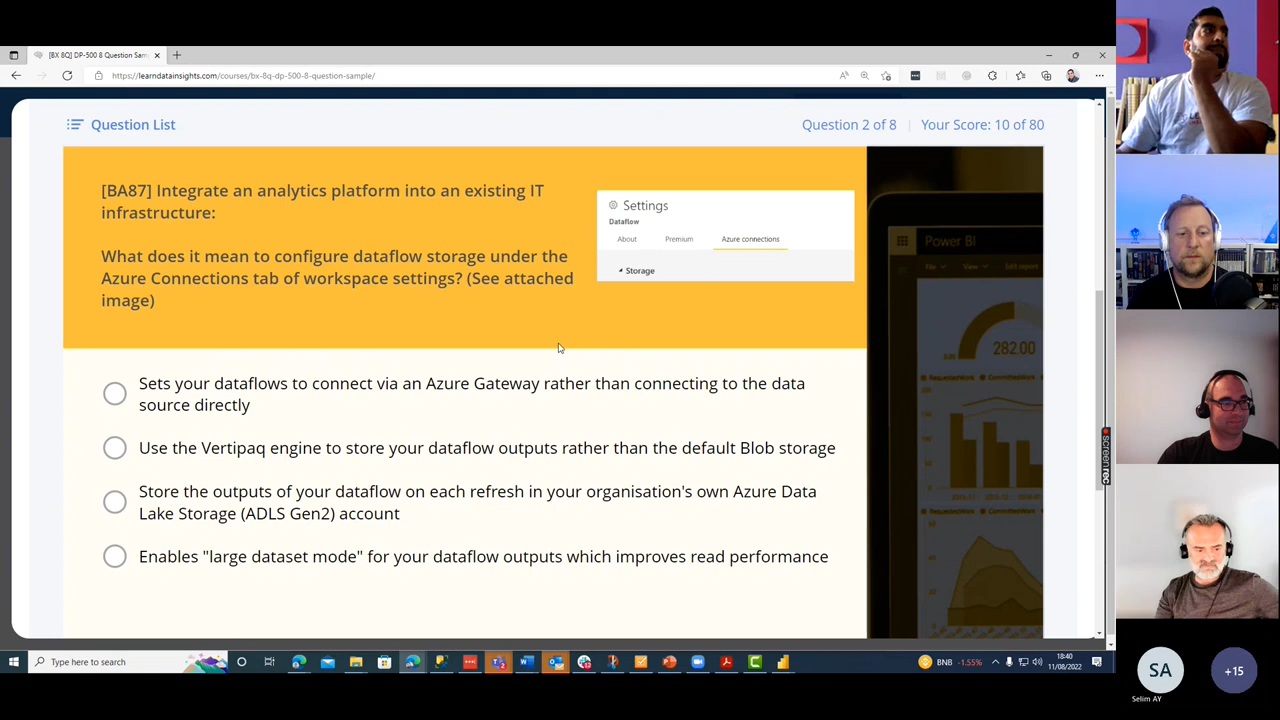 [BX 8Q] DP-500 8 Question Sam
https://learndatainsights.com/courses/bx-8q-dp-500-8-question-sample/
Question List
Question 2 of 8 | Your Score: 10 of 80
[BA87] Integrate an analytics platform into an existing IT
infrastructure:
What does it mean to configure dataflow storage under the
Azure Connections tab of workspace settings? (See attached
image)
Settings
Dataflow
About Premium Azure connections
Storage
Power BI
File View Edit report
282.00
Sets your dataflows to connect via an Azure Gateway rather than connecting to the data
source directly
Use the Vertipaq engine to store your dataflow outputs rather than the default Blob storage
Store the outputs of your dataflow on each refresh in your organisation's own Azure Data
Lake Storage (ADLS Gen2) account
Enables "large dataset mode" for your dataflow outputs which improves read performance
screenrec
Type here to search
BNB -1.55%
18:40
11/08/2022
SA
Selim AY
+15